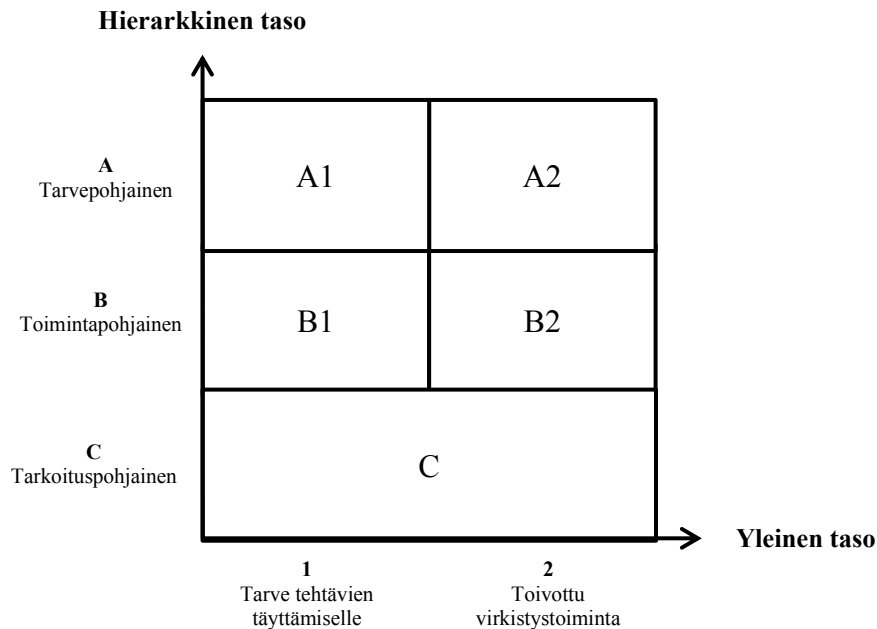 Hierarkkinen taso
A
Tarvepohjainen
A1
A2
B
Toimintapohjainen
B1
B2
C
Tarkoituspohjainen
C
Yleinen taso
1
Tarve tehtävien
täyttämiselle
2
Toivottu
virkistystoiminta